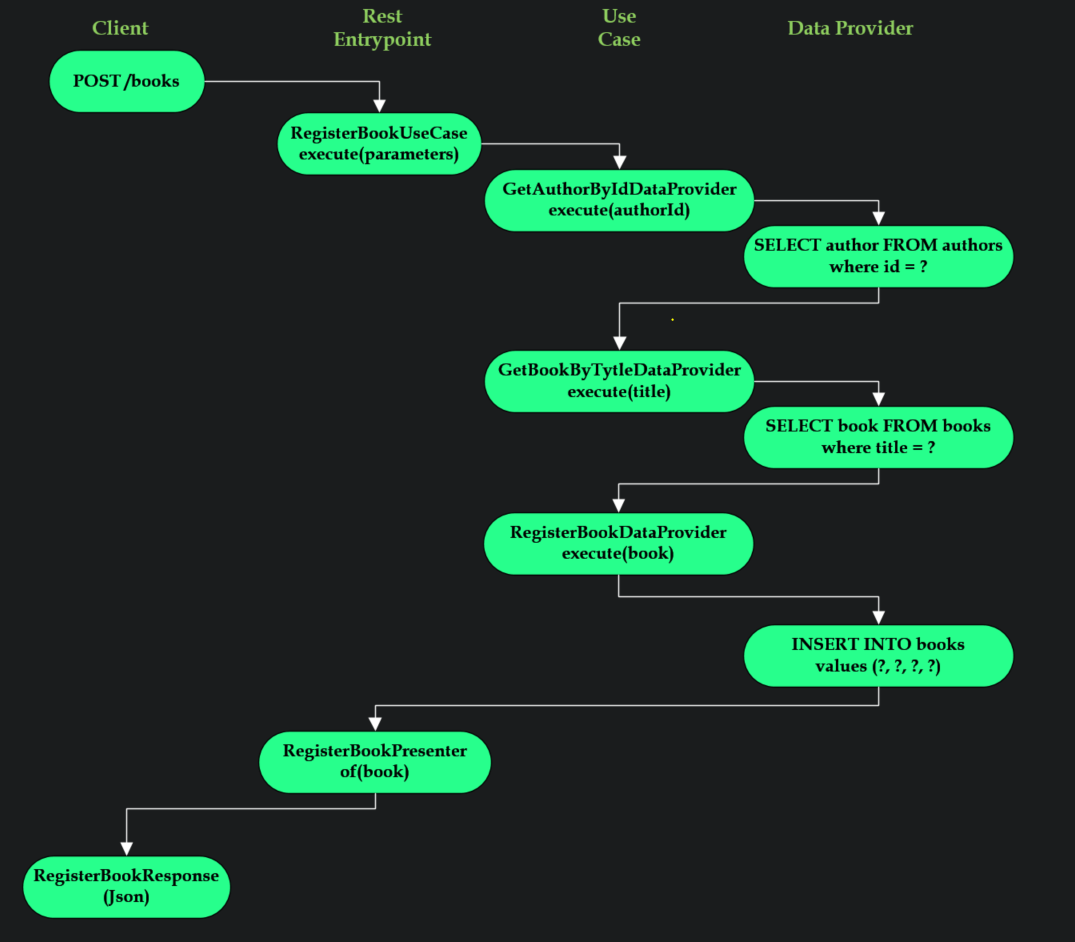 Client
Rest
Entrypoint
Use
Case
Data Provider
POST /books
RegisterBookUseCase
execute(parameters)
GetAuthorByIdDataProvider
execute(authorId)
SELECT author FROM authors
where id = ?
GetBookByTytleDataProvider
execute(title)
SELECT book FROM books
where title = ?
RegisterBookDataProvider
execute(book)
INSERT INTO books
values (?, ?, ?, ?)
RegisterBookPresenter
of(book)
RegisterBookResponse
(Json)